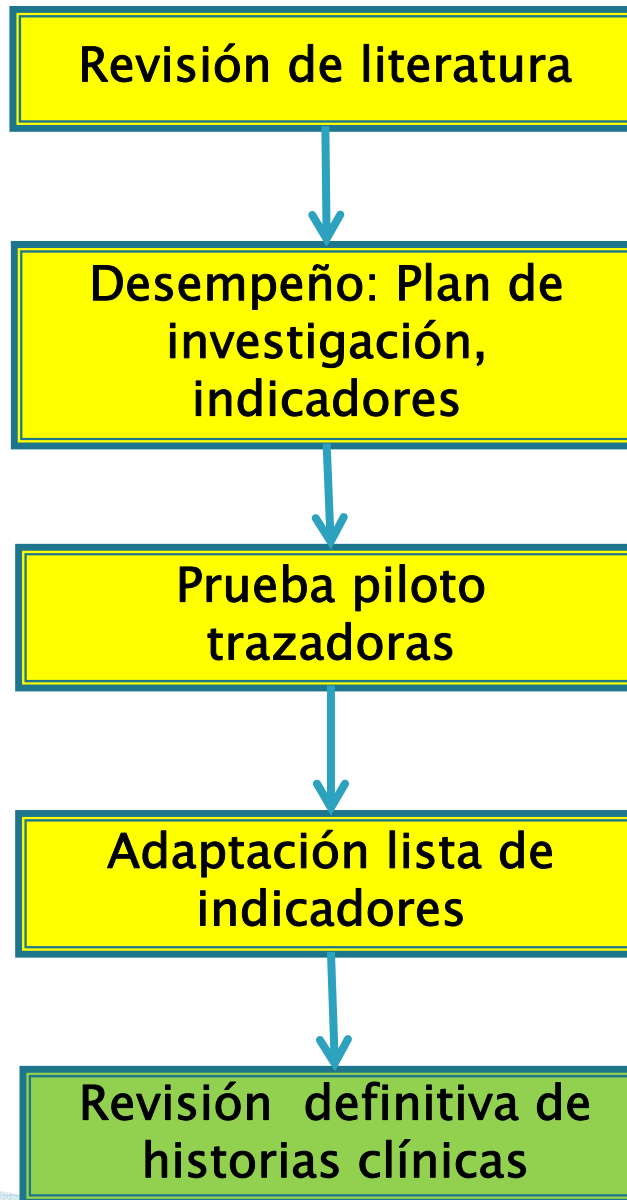 Revisión de literatura
Desempeño: Plan de
investigación,
indicadores
Prueba piloto
trazadoras
Adaptación lista de
indicadores
Revisión  definitiva de
historias clínicas